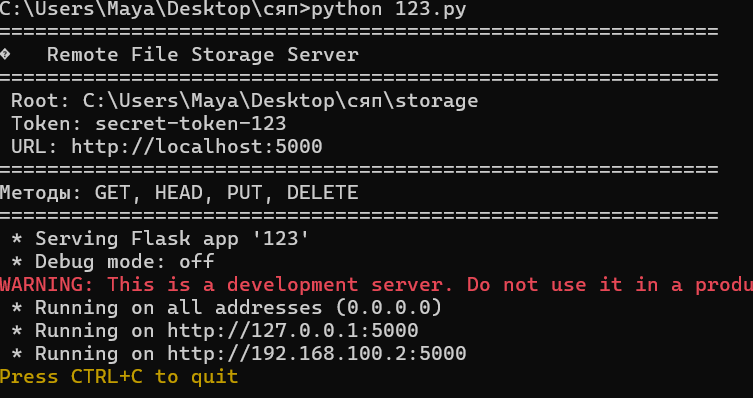 C:\Users\Maya\Desktop\сяп>python 123.py
============================================================
�   Remote File Storage Server
============================================================
 Root: C:\Users\Maya\Desktop\сяп\storage
 Token: secret-token-123
 URL: http://localhost:5000
============================================================
Методы: GET, HEAD, PUT, DELETE
============================================================
 * Serving Flask app '123'
 * Debug mode: off
WARNING: This is a development server. Do not use it in a produ
 * Running on all addresses (0.0.0.0)
 * Running on http://127.0.0.1:5000
 * Running on http://192.168.100.2:5000
Press CTRL+C to quit